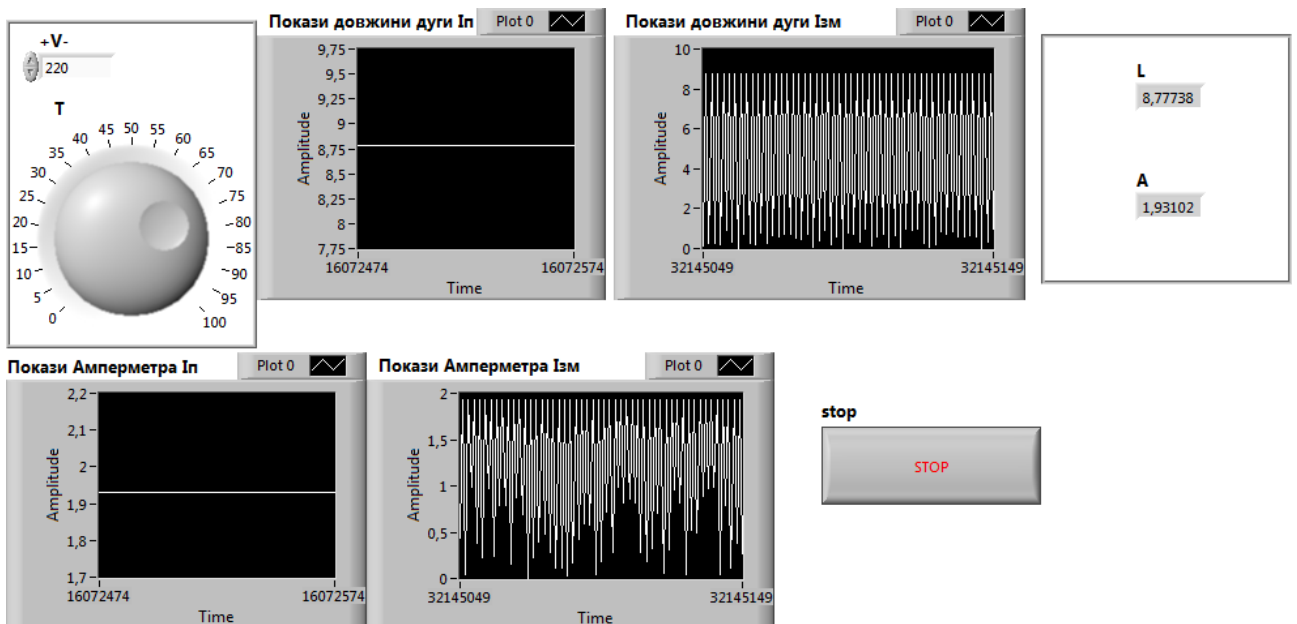 +V-
220
T
0
5
10
15
20
25
30
35
40
45
50
55
60
65
70
75
80
85
90
95
100
Покази довжини дуги Іп
Plot 0
Amplitude
9,75
9,5
9,25
9
8,75
8,5
8,25
8
7,75
16072474
16072574
Time
Покази довжини дуги Ізм
Plot 0
Amplitude
10
8
6
4
2
0
32145049
32145149
Time
L
8,77738
A
1,93102
Покази Амперметра Іп
Plot 0
Amplitude
2,2
2,1
2
1,9
1,8
1,7
16072474
16072574
Time
Покази Амперметра Ізм
Plot 0
Amplitude
2
1,5
1
0,5
0
32145049
32145149
Time
stop
STOP